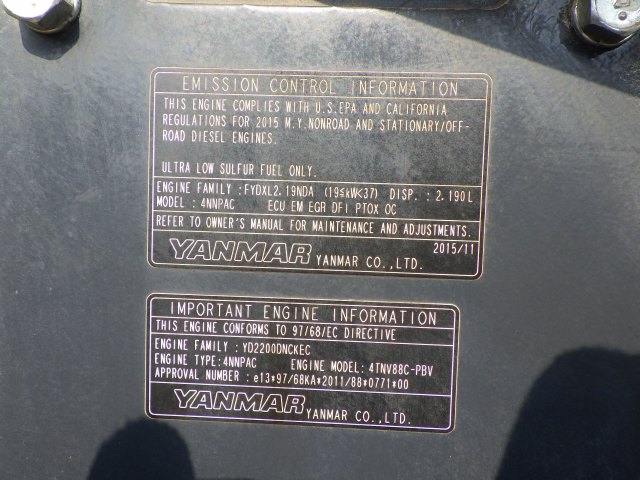 EMISSION CONTROL INFORMATION
THIS ENGINE COMPLIES WITH U.S.EPA AND CALIFORNIA
REGULATIONS FOR 2015 M.Y.NONROAD AND STATIONARY/OFF-
ROAD DIESEL ENGINES.
ULTRA LOW SULFUR FUEL ONLY.
ENGINE FAMILY :FYDXL2.19NDA (19≤kW<37) DISP. : 2.190L
MODEL : 4NNPAC ECU EM EGR DFI PTOX OC
REFER TO OWNER'S MANUAL FOR MAINTENANCE AND ADJUSTMENTS.
2015/11
YANMAR YANMAR CO.,LTD.
IMPORTANT ENGINE INFORMATION
THIS ENGINE CONFORMS TO 97/68/EC DIRECTIVE
ENGINE FAMILY : YD2200DNCKEC
ENGINE TYPE:4NNPAC ENGINE MODEL: 4TNV88C-PBV
APPROVAL NUMBER : e13*97/68KA*2011/88*0771*00
YANMAR YANMAR CO.,LTD.